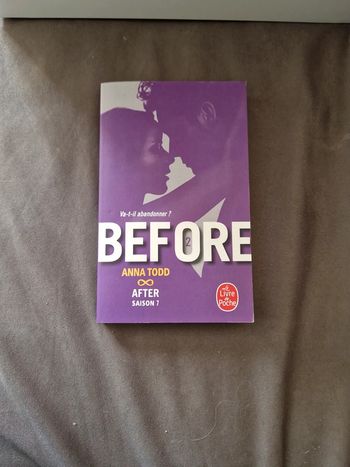 Va-t-il abandonner ?
BEFORE
2
ANNA TODD
AFTER
SAISON 7
Le
Livre
de
Poche